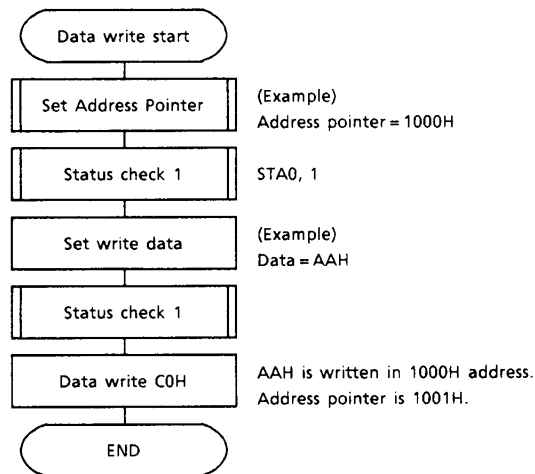 Data write start
Set Address Pointer
(Example)
Address pointer = 1000H
Status check 1
STA0, 1
Set write data
(Example)
Data = AAH
Status check 1
Data write C0H
AAH is written in 1000H address.
Address pointer is 1001H.
END